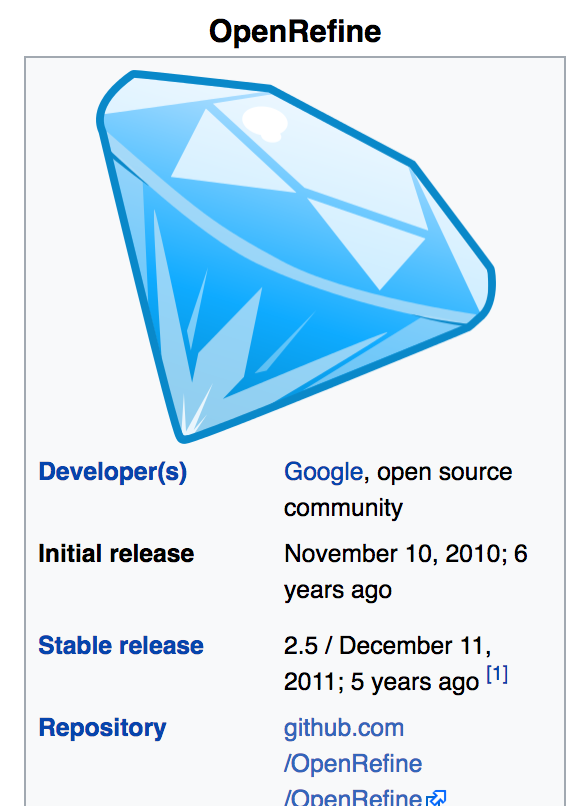 OpenRefine
Developer(s)
Google, open source
community
Initial release
November 10, 2010; 6
years ago
Stable release
2.5 / December 11,
2011; 5 years ago [1]
Repository
github.com
/OpenRefine
/OpenRefine